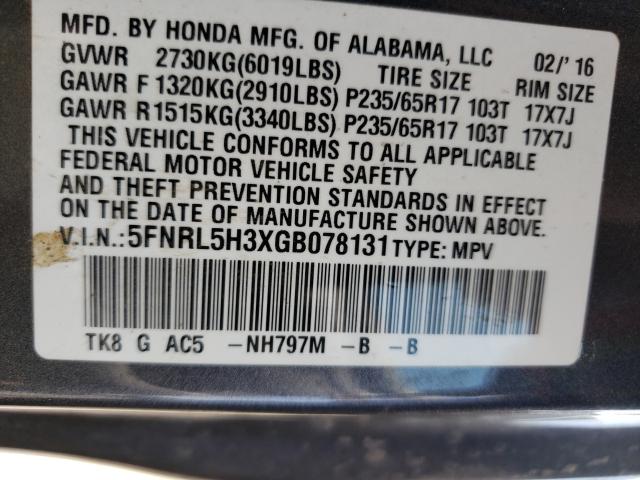 MFD. BY HONDA MFG. OF ALABAMA, LLC 02/'16
GVWR 2730KG(6019LBS) TIRE SIZE RIM SIZE
GAWR F 1320KG(2910LBS) P235/65R17 103T 17X7J
GAWR R1515KG(3340LBS) P235/65R17 103T 17X7J
THIS VEHICLE CONFORMS TO ALL APPLICABLE
FEDERAL MOTOR VEHICLE SAFETY
AND THEFT PREVENTION STANDARDS IN EFFECT
ON THE DATE OF MANUFACTURE SHOWN ABOVE.
V.I.N.:5FNRL5H3XGB078131 TYPE: MPV
TK8 G AC5 -NH797M -B -B